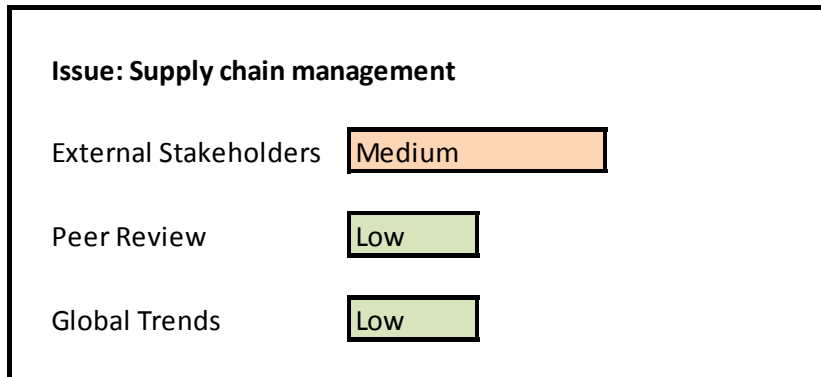 Issue: Supply chain management
External Stakeholders Medium
Peer Review Low
Global Trends Low